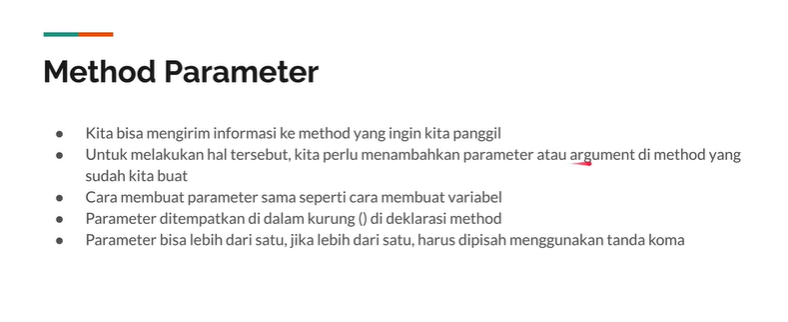 Method Parameter
● Kita bisa mengirim informasi ke method yang ingin kita panggil
● Untuk melakukan hal tersebut, kita perlu menambahkan parameter atau argument di method yang
sudah kita buat
● Cara membuat parameter sama seperti cara membuat variabel
● Parameter ditempatkan di dalam kurung () di deklarasi method
● Parameter bisa lebih dari satu, jika lebih dari satu, harus dipisah menggunakan tanda koma